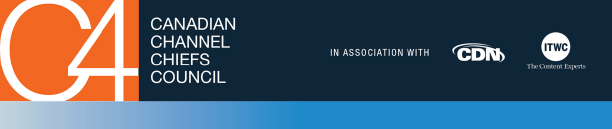 C4
CANADIAN
CHANNEL
CHIEFS
COUNCIL
IN ASSOCIATION WITH
CDN
ITWC
The Content Experts